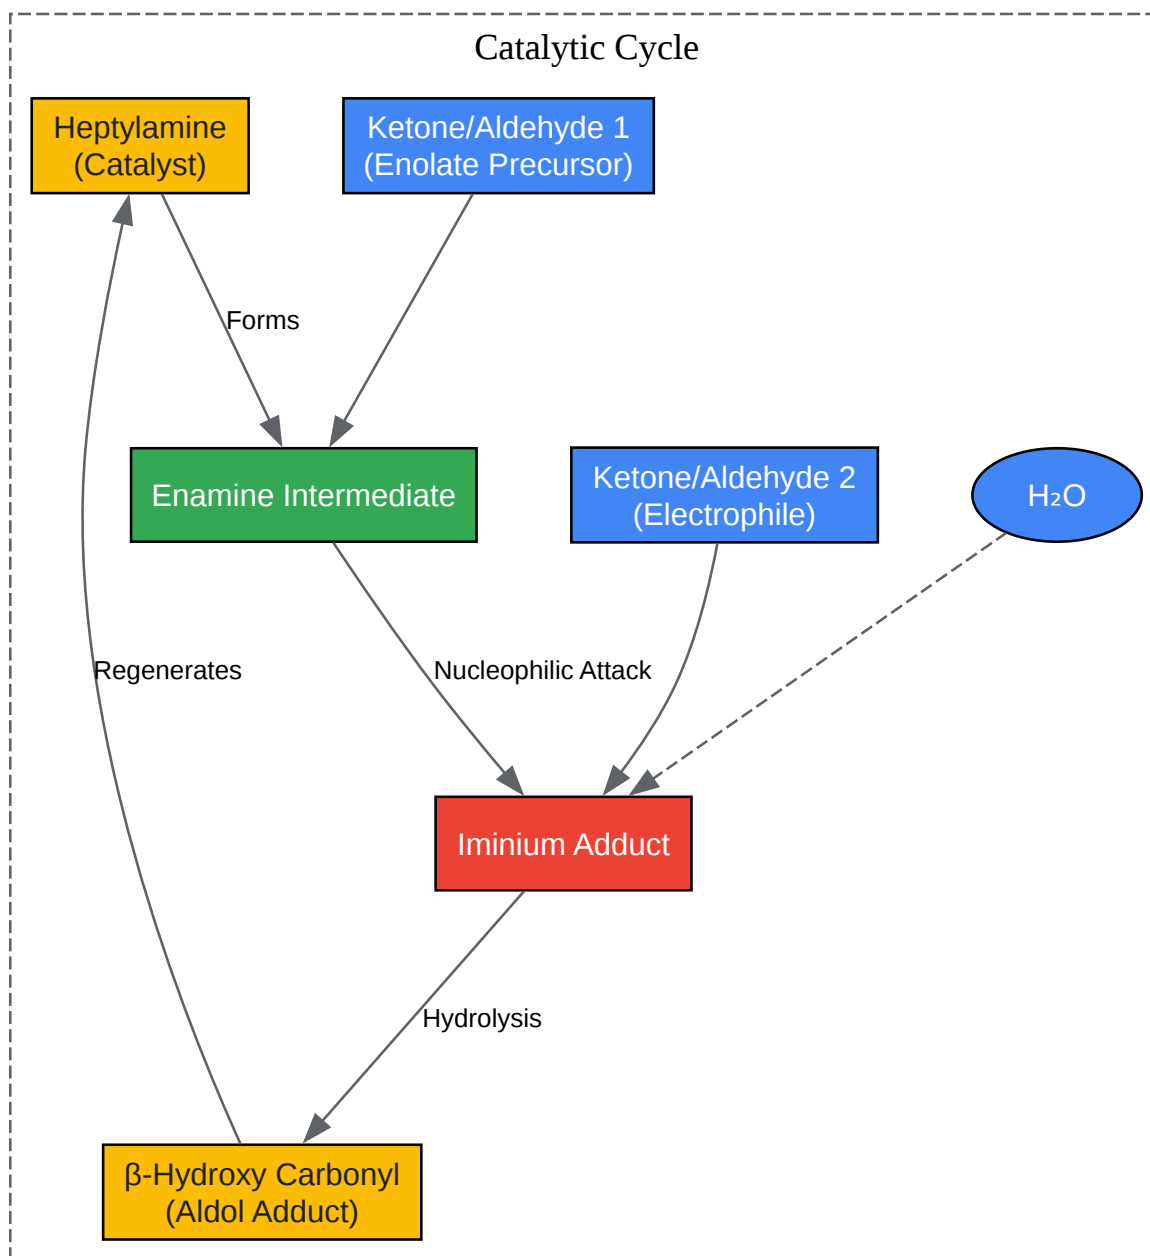 Catalytic Cycle
Heptylamine
(Catalyst)
Ketone/Aldehyde 1
(Enolate Precursor)
Forms
Enamine Intermediate
Ketone/Aldehyde 2
(Electrophile)
H₂O
Regenerates
Nucleophilic Attack
Iminium Adduct
Hydrolysis
β-Hydroxy Carbonyl
(Aldol Adduct)